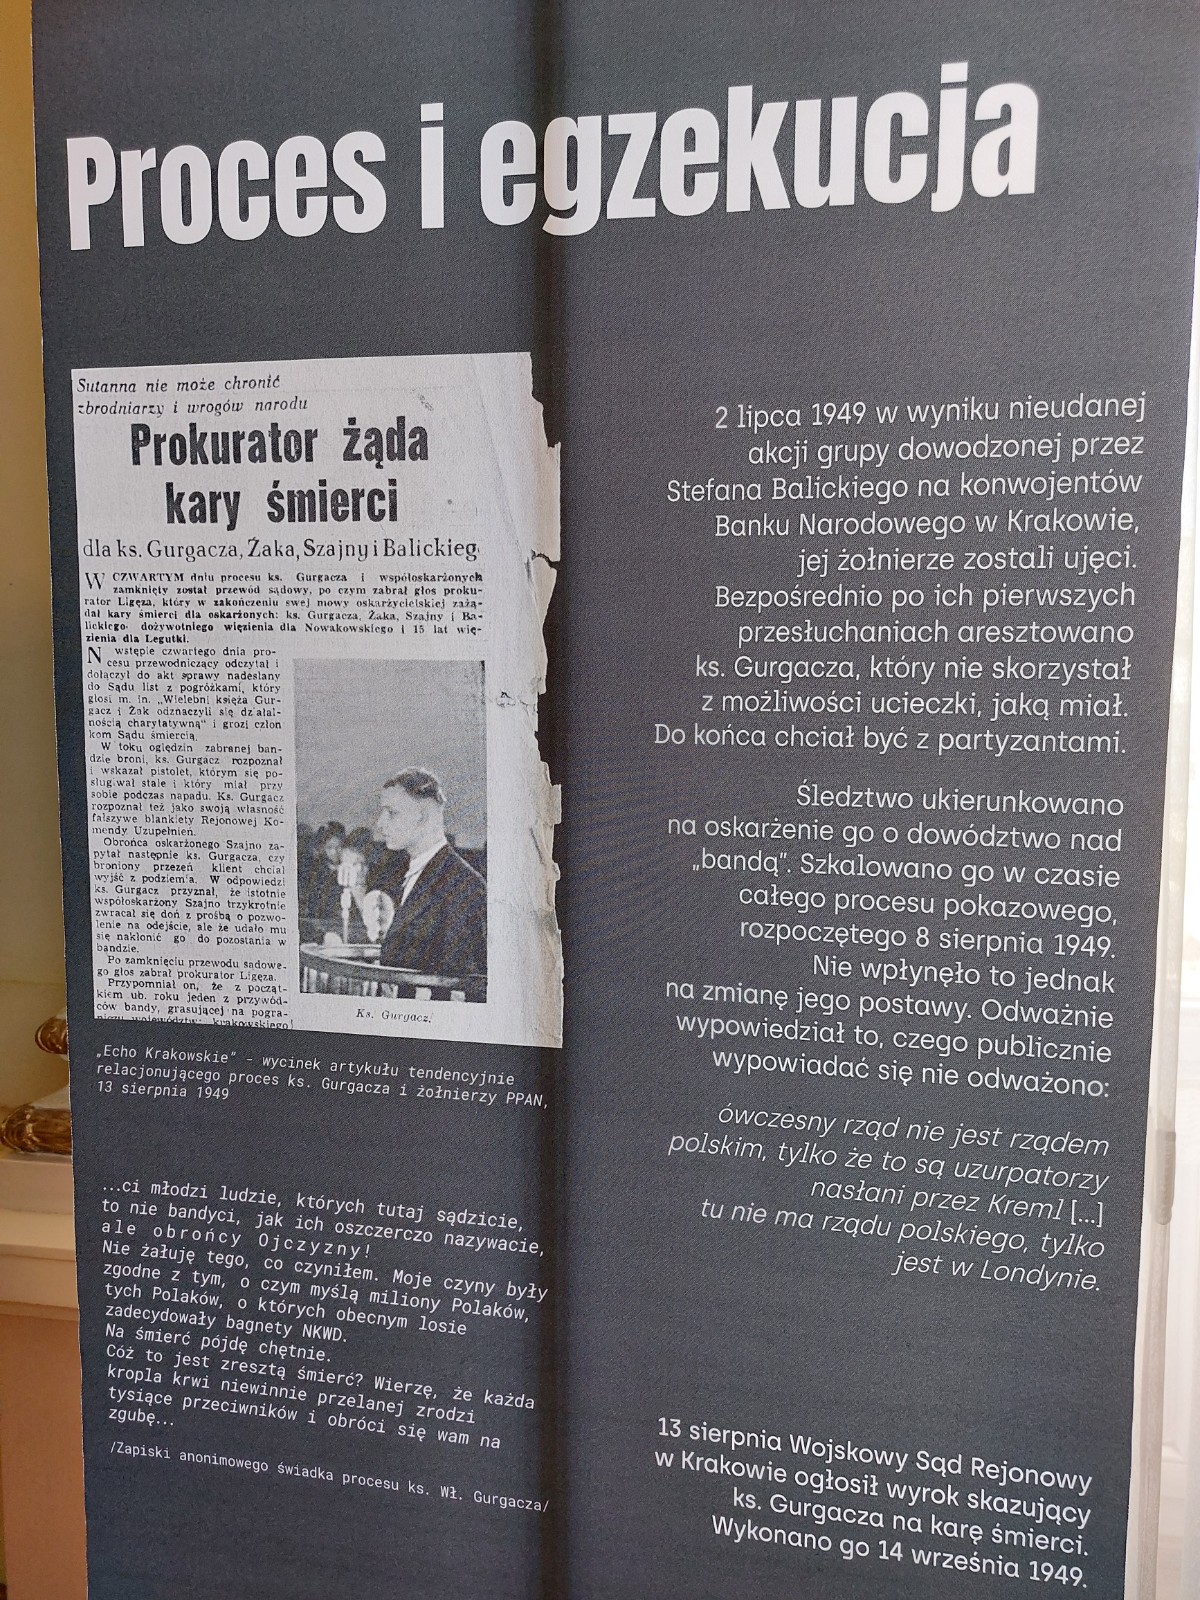 Proces i egzekucja
Sutanna nie może chronić
zbrodniarzy i wrogów narodu
Prokurator żąda
kary śmierci
dla ks. Gurgacza, Żaka, Szajny i Balickieg
W CZWARTYM dniu procesu ks. Gurgacza i współoskarżonych
zamknięty został przewód sądowy, po czym zabrał głos proku-
rator Ligęza, który w zakończeniu swej mowy oskarżycielskiej zażą-
dał kary śmierci dla oskarżonych: ks. Gurgacza, Żaka, Szajny i Ba-
lickiego, dożywotniego więzienia dla Nowakowskiego i 15 lat wię-
zienia dla Legutki.
N wstępie czwartego dnia pro-
cesu przewodniczący odczytał i
dołączył do akt sprawy nadesłany
do Sądu list z pogróżkami, który
głosi m. in. „Wielebni księża Gur-
gacz i Żak odznaczyli się działal-
nością charytatywną" i grozi człon
kom Sądu śmiercią.
W toku oględzin zabranej ban-
dzie broni, ks. Gurgacz rozpoznał
i wskazał pistolet, którym się po-
sługiwał stale i który miał przy
sobie podczas napadu. Ks. Gurgacz
rozpoznał też jako swoją własność
fałszywe blankiety Rejonowej Ko-
mendy Uzupełnień.
Obrońca oskarżonego Szajno za-
pytał następnie ks. Gurgacza, czy
broniony przezeń klient chciał
wyjść z podziemia. W odpowiedzi
ks. Gurgacz przyznał, że istotnie
współoskarżony Szajno trzykrotnie
zwracał się doń z prośbą o pozwo-
lenie na odejście, ale że udało mu
się nakłonić go do pozostania w
bandzie.
Po zamknięciu przewodu sądowe-
go głos zabrał prokurator Ligęza.
Przypomniał on, że z począt-
kiem ub. roku jeden z przywód-
ców bandy, grasującej na pogra-
niczu województw: krakowskiego
Ks. Gurgacz.
„Echo Krakowskie" - wycinek artykułu tendencyjnie
relacjonującego proces ks. Gurgacza i żołnierzy PPAN,
13 sierpnia 1949
...ci młodzi ludzie, których tutaj sądzicie,
to nie bandyci, jak ich oszczerczo nazywacie,
ale obrońcy Ojczyzny!
Nie żałuję tego, co czyniłem. Moje czyny były
zgodne z tym, o czym myślą miliony Polaków,
tych Polaków, o których obecnym losie
zadecydowały bagnety NKWD.
Na śmierć pójdę chętnie.
Cóż to jest zresztą śmierć? Wierzę, że każda
kropla krwi niewinnie przelanej zrodzi
tysiące przeciwników i obróci się wam na
zgubę...
/Zapiski anonimowego świadka procesu ks. Wł. Gurgacza/
2 lipca 1949 w wyniku nieudanej
akcji grupy dowodzonej przez
Stefana Balickiego na konwojentów
Banku Narodowego w Krakowie,
jej żołnierze zostali ujęci.
Bezpośrednio po ich pierwszych
przesłuchaniach aresztowano
ks. Gurgacza, który nie skorzystał
z możliwości ucieczki, jaką miał.
Do końca chciał być z partyzantami.
Śledztwo ukierunkowano
na oskarżenie go o dowództwo nad
„bandą". Szkalowano go w czasie
całego procesu pokazowego,
rozpoczętego 8 sierpnia 1949.
Nie wpłynęło to jednak
na zmianę jego postawy. Odważnie
wypowiedział to, czego publicznie
wypowiadać się nie odważono:
ówczesny rząd nie jest rządem
polskim, tylko że to są uzurpatorzy
nasłani przez Kreml [...]
tu nie ma rządu polskiego, tylko
jest w Londynie.
13 sierpnia Wojskowy Sąd Rejonowy
w Krakowie ogłosił wyrok skazujący
ks. Gurgacza na karę śmierci.
Wykonano go 14 września 1949.